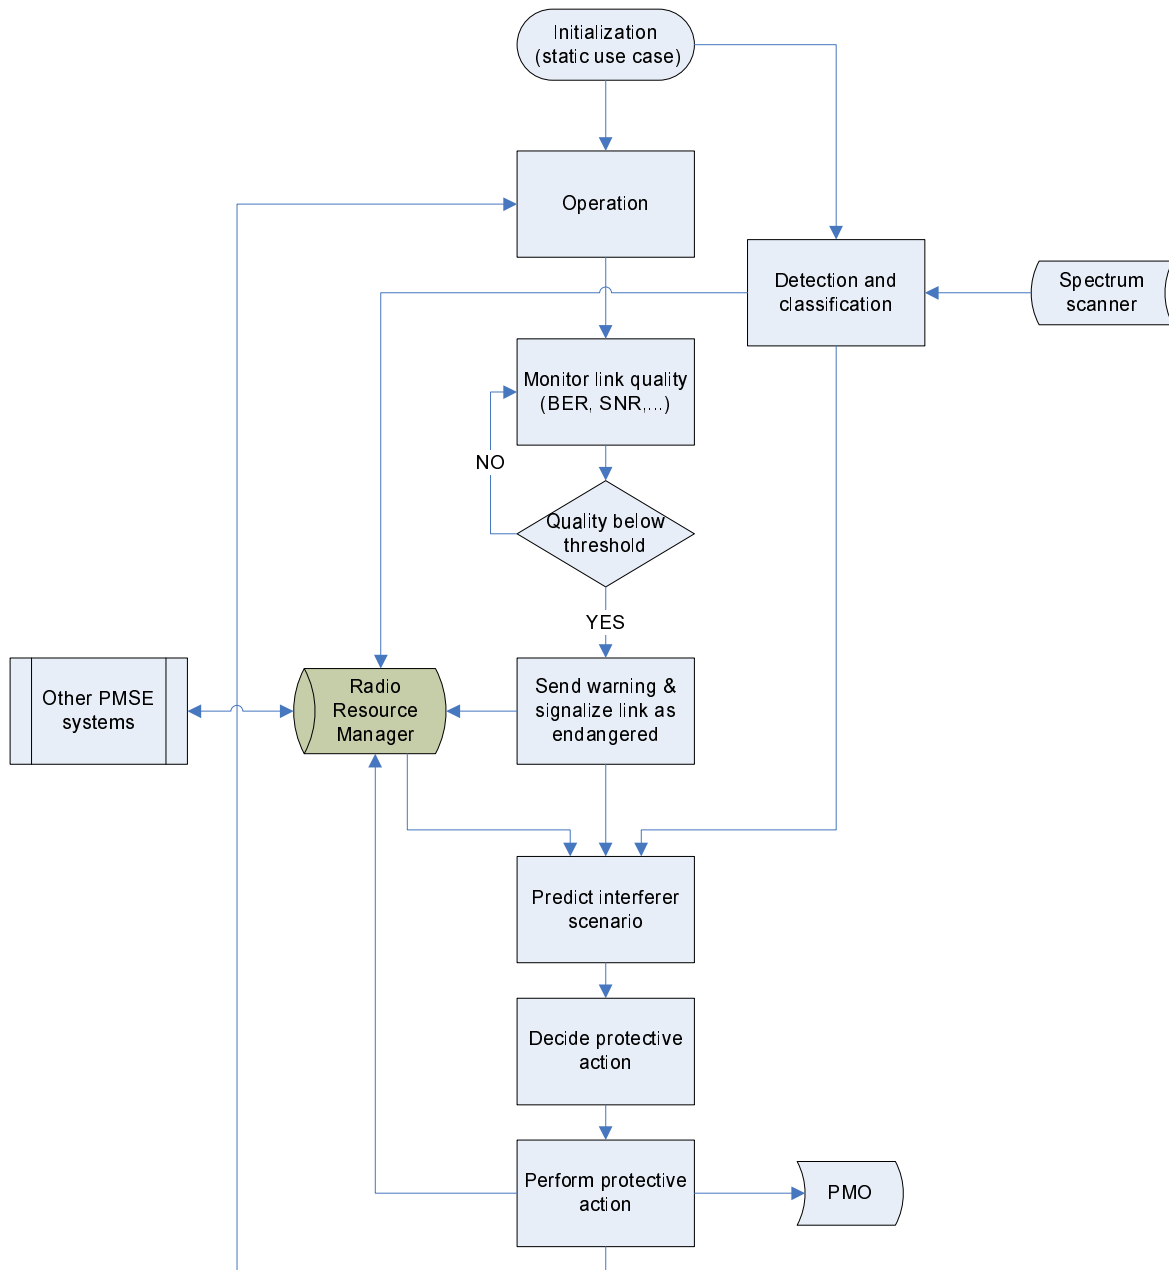 Initialization
(static use case)
Operation
Detection and
classification
Spectrum
scanner
Monitor link quality
(BER, SNR,...)
NO
Quality below
threshold
YES
Other PMSE
systems
Radio
Resource
Manager
Send warning &
signalize link as
endangered
Predict interferer
scenario
Decide protective
action
Perform protective
action
PMO